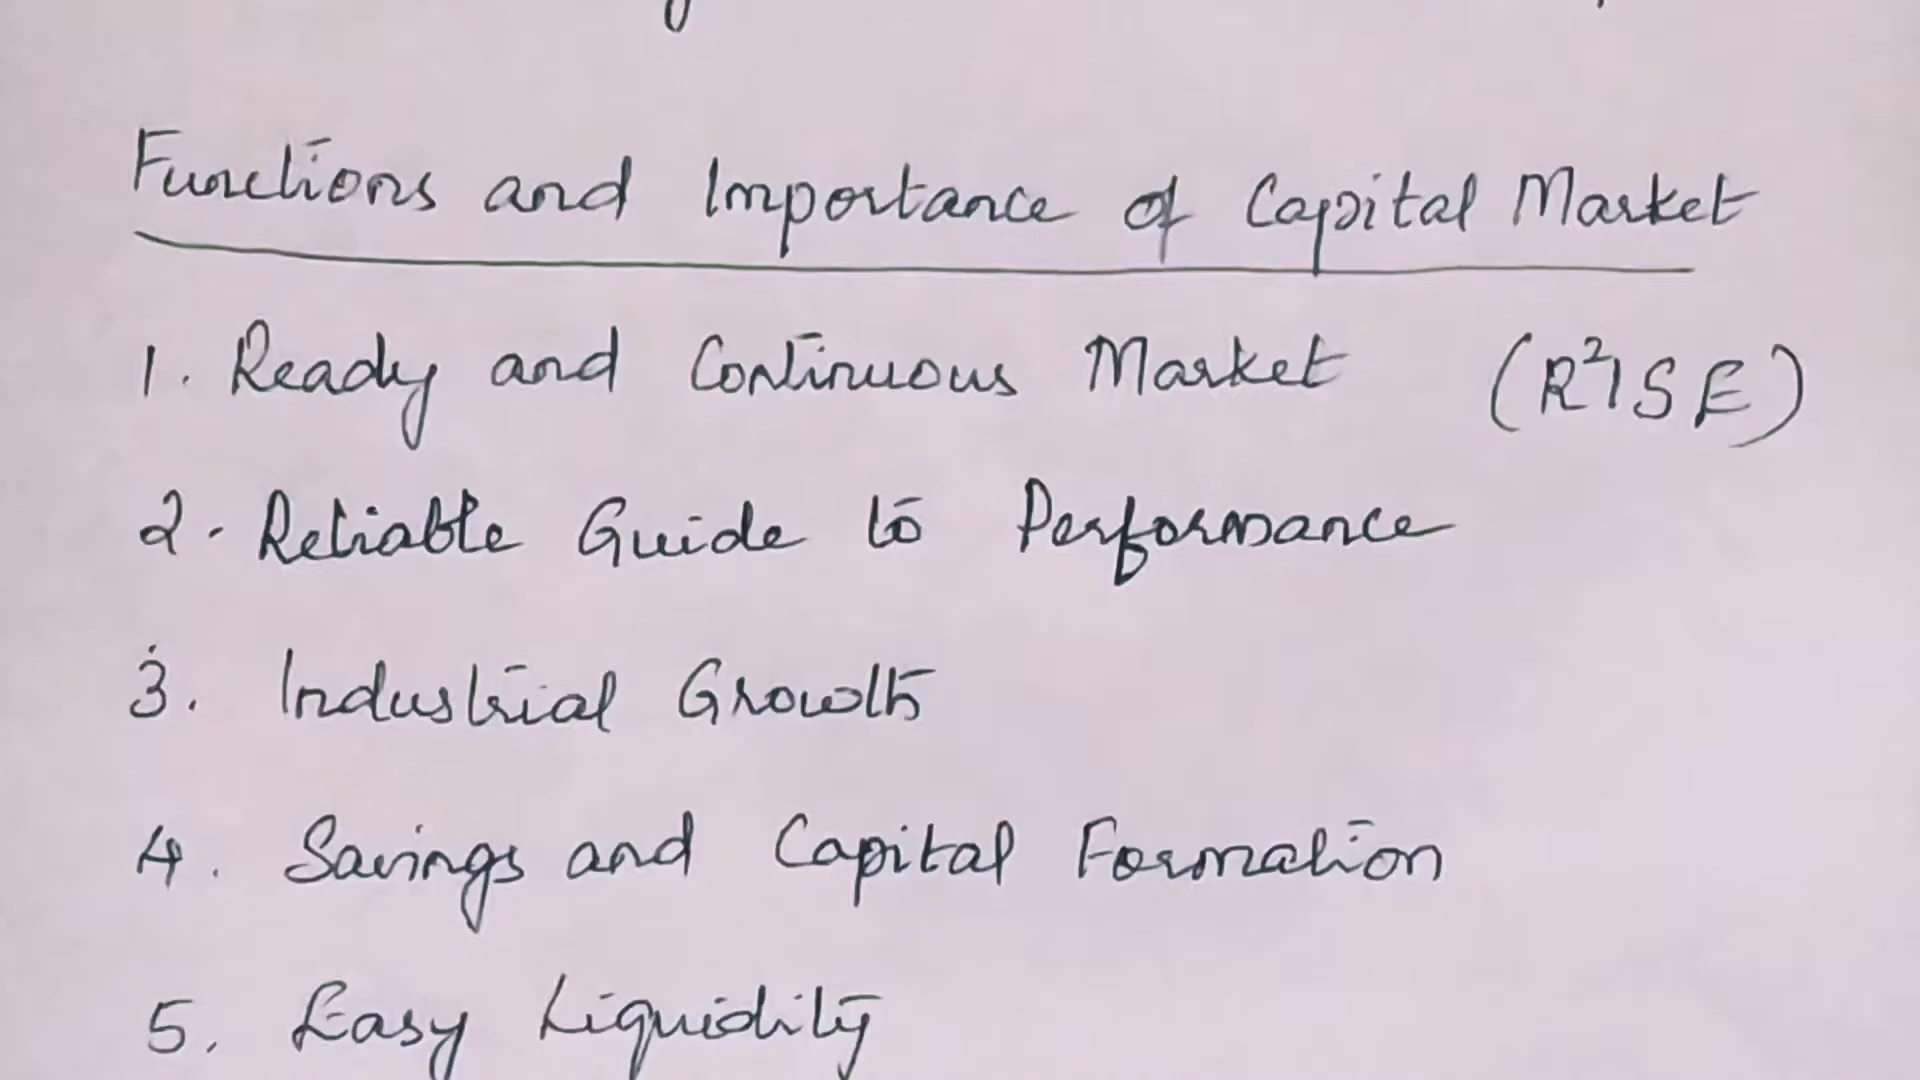 Functions and Importance of Capital Market
1. Ready and Continuous Market (R²ISE)
2. Reliable Guide to Performance
3. Industrial Growth
4. Savings and Capital Formation
5. Easy Liquidity